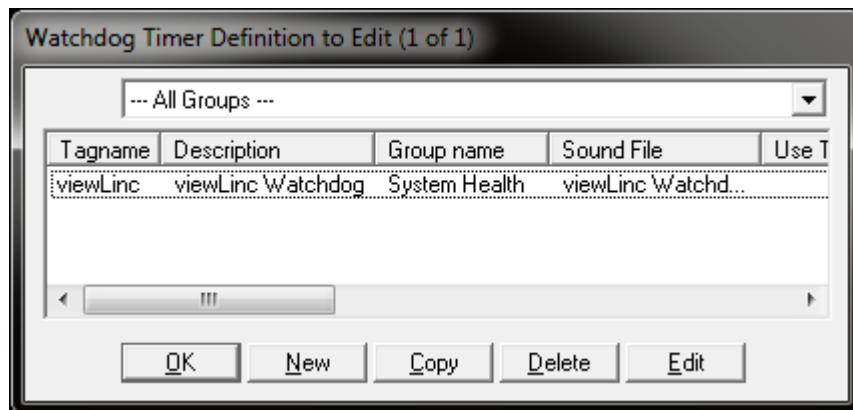 Watchdog Timer Definition to Edit (1 of 1)
--- All Groups ---
Tagname Description Group name Sound File Use T
viewLinc viewLinc Watchdog System Health viewLinc Watchd...
OK New Copy Delete Edit